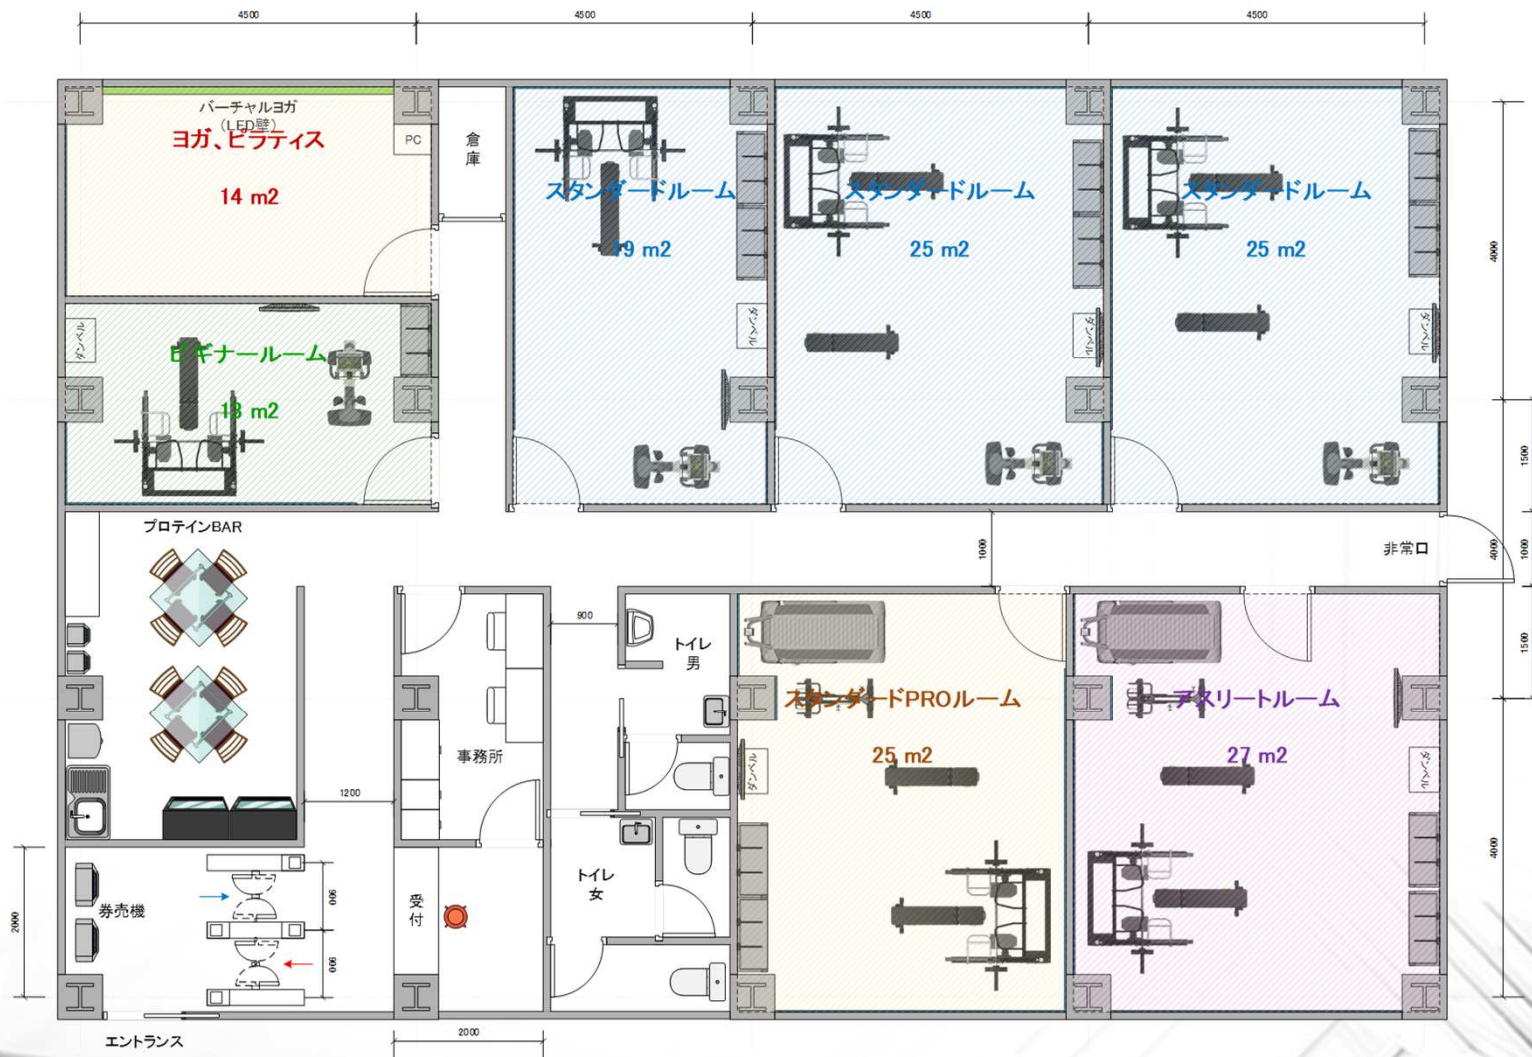 4500
4500
4500
4500
バーチャルヨガ
(LED壁)
ヨガ、ピラティス
14 m2
PC
倉庫
スタンダードルーム
19 m2
スタンダードルーム
25 m2
スタンダードルーム
25 m2
4000
ダンベル
ビギナールーム
13 m2
ダンベル
ダンベル
ダンベル
1500
プロテインBAR
1000
非常口
4000
1000
900
トイレ
男
1500
スタンダードPROルーム
25 m2
アスリートルーム
27 m2
事務所
ダンベル
ダンベル
1200
4000
トイレ
女
受付
券売機
900
900
2000
エントランス
2000